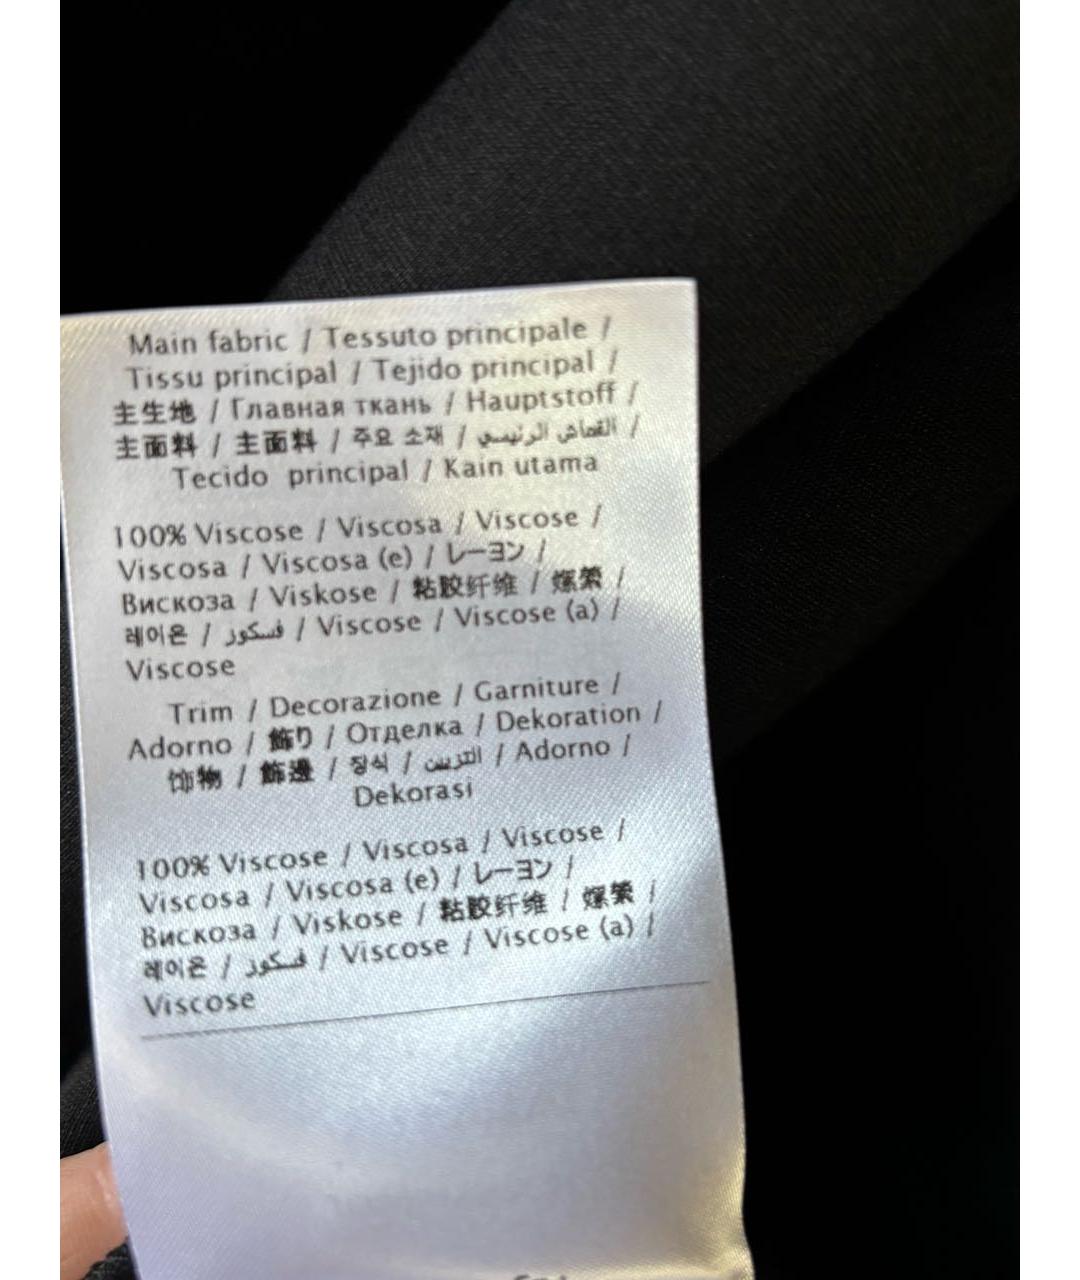 Main fabric / Tessuto principale /
Tissu principal / Tejido principal /
主生地 / Главная ткань / Hauptstoff /
主面料 / 主面料 / 주요 소재 / القماش الرئيسي /
Tecido principal / Kain utama
100% Viscose / Viscosa / Viscose /
Viscosa / Viscosa (e) / レーヨン /
Вискоза / Viskose / 粘胶纤维 / 嫘縈 /
레이온 / فسكوز / Viscose / Viscose (a) /
Viscose
Trim / Decorazione / Garniture /
Adorno / 飾り / Отделка / Dekoration /
饰物 / 飾邊 / 장식 / التزيين / Adorno /
Dekorasi
100% Viscose / Viscosa / Viscose /
Viscosa / Viscosa (e) / レーヨン /
Вискоза / Viskose / 粘胶纤维 / 嫘縈 /
레이온 / فسكوز / Viscose / Viscose (a) /
Viscose